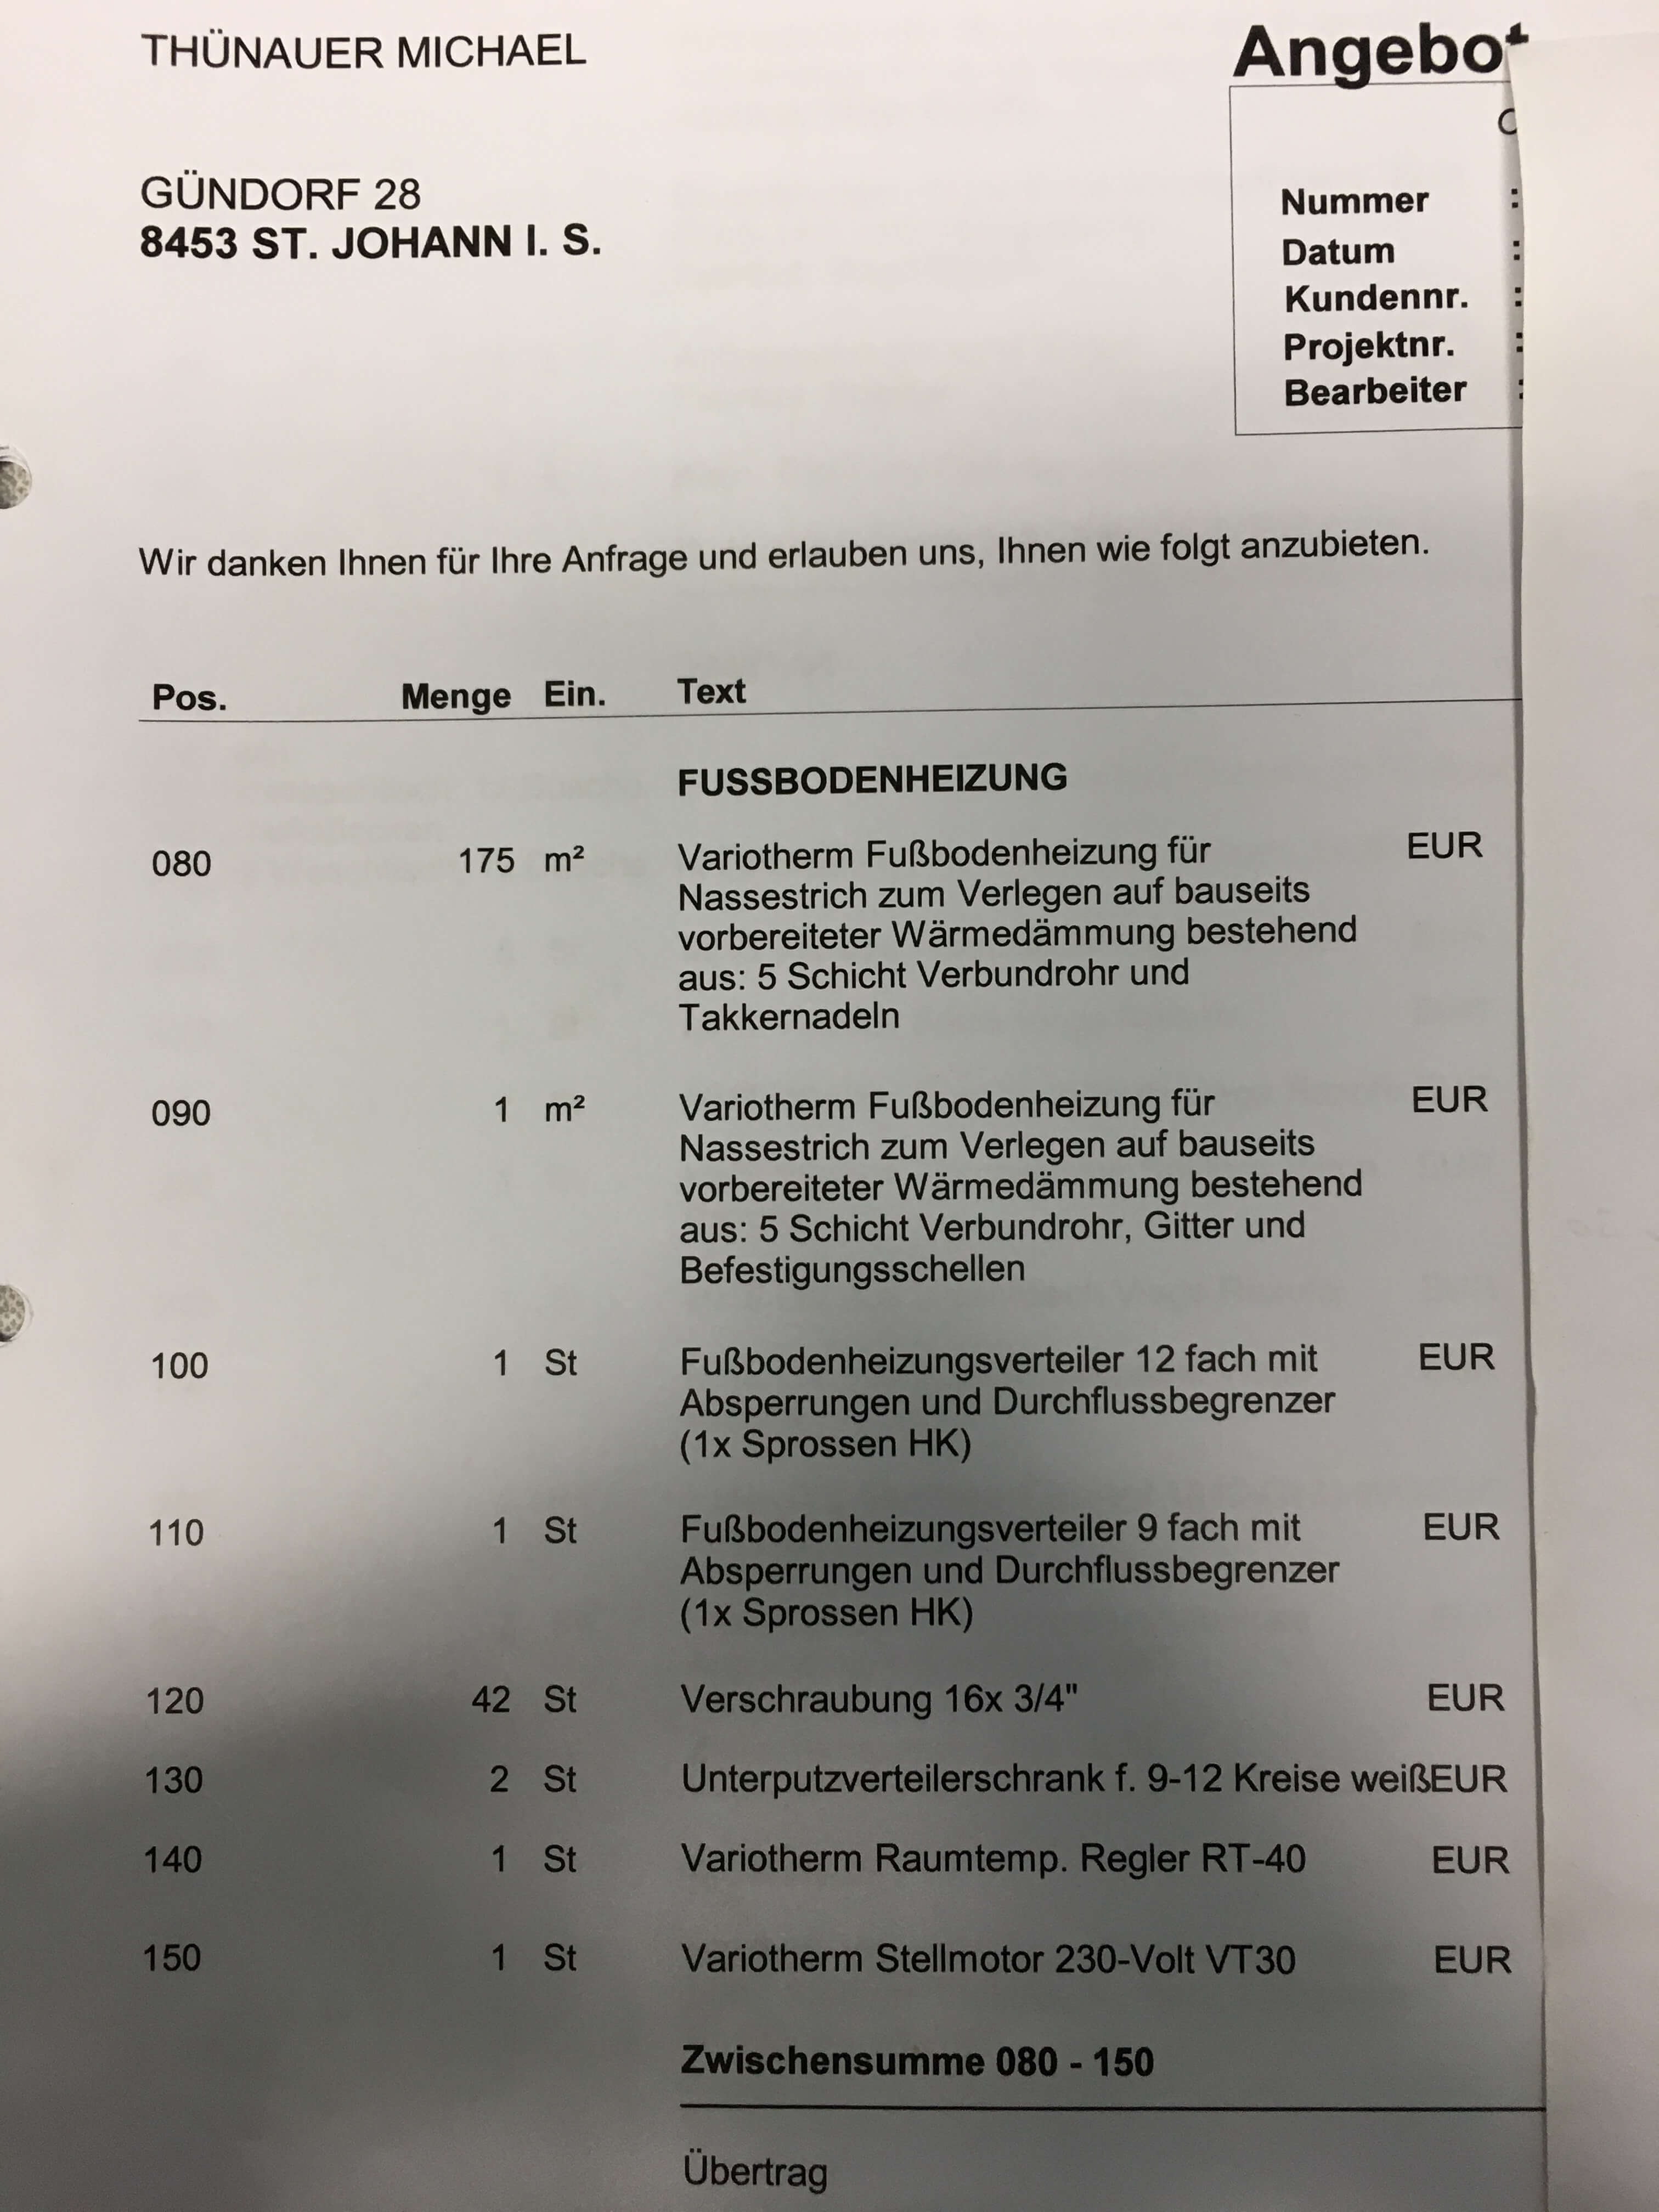 THÜNAUER MICHAEL
GÜNDORF 28
8453 ST. JOHANN I. S.
Angebot
Nummer :
Datum :
Kundennr. :
Projektnr. :
Bearbeiter :
Wir danken Ihnen für Ihre Anfrage und erlauben uns, Ihnen wie folgt anzubieten.
Pos. Menge Ein. Text
FUSSBODENHEIZUNG
080 175 m² Variotherm Fußbodenheizung für EUR
Nassestrich zum Verlegen auf bauseits
vorbereiteter Wärmedämmung bestehend
aus: 5 Schicht Verbundrohr und
Takkernadeln
090 1 m² Variotherm Fußbodenheizung für EUR
Nassestrich zum Verlegen auf bauseits
vorbereiteter Wärmedämmung bestehend
aus: 5 Schicht Verbundrohr, Gitter und
Befestigungsschellen
100 1 St Fußbodenheizungsverteiler 12 fach mit EUR
Absperrungen und Durchflussbegrenzer
(1x Sprossen HK)
110 1 St Fußbodenheizungsverteiler 9 fach mit EUR
Absperrungen und Durchflussbegrenzer
(1x Sprossen HK)
120 42 St Verschraubung 16x 3/4" EUR
130 2 St Unterputzverteilerschrank f. 9-12 Kreise weißEUR
140 1 St Variotherm Raumtemp. Regler RT-40 EUR
150 1 St Variotherm Stellmotor 230-Volt VT30 EUR
Zwischensumme 080 - 150
Übertrag